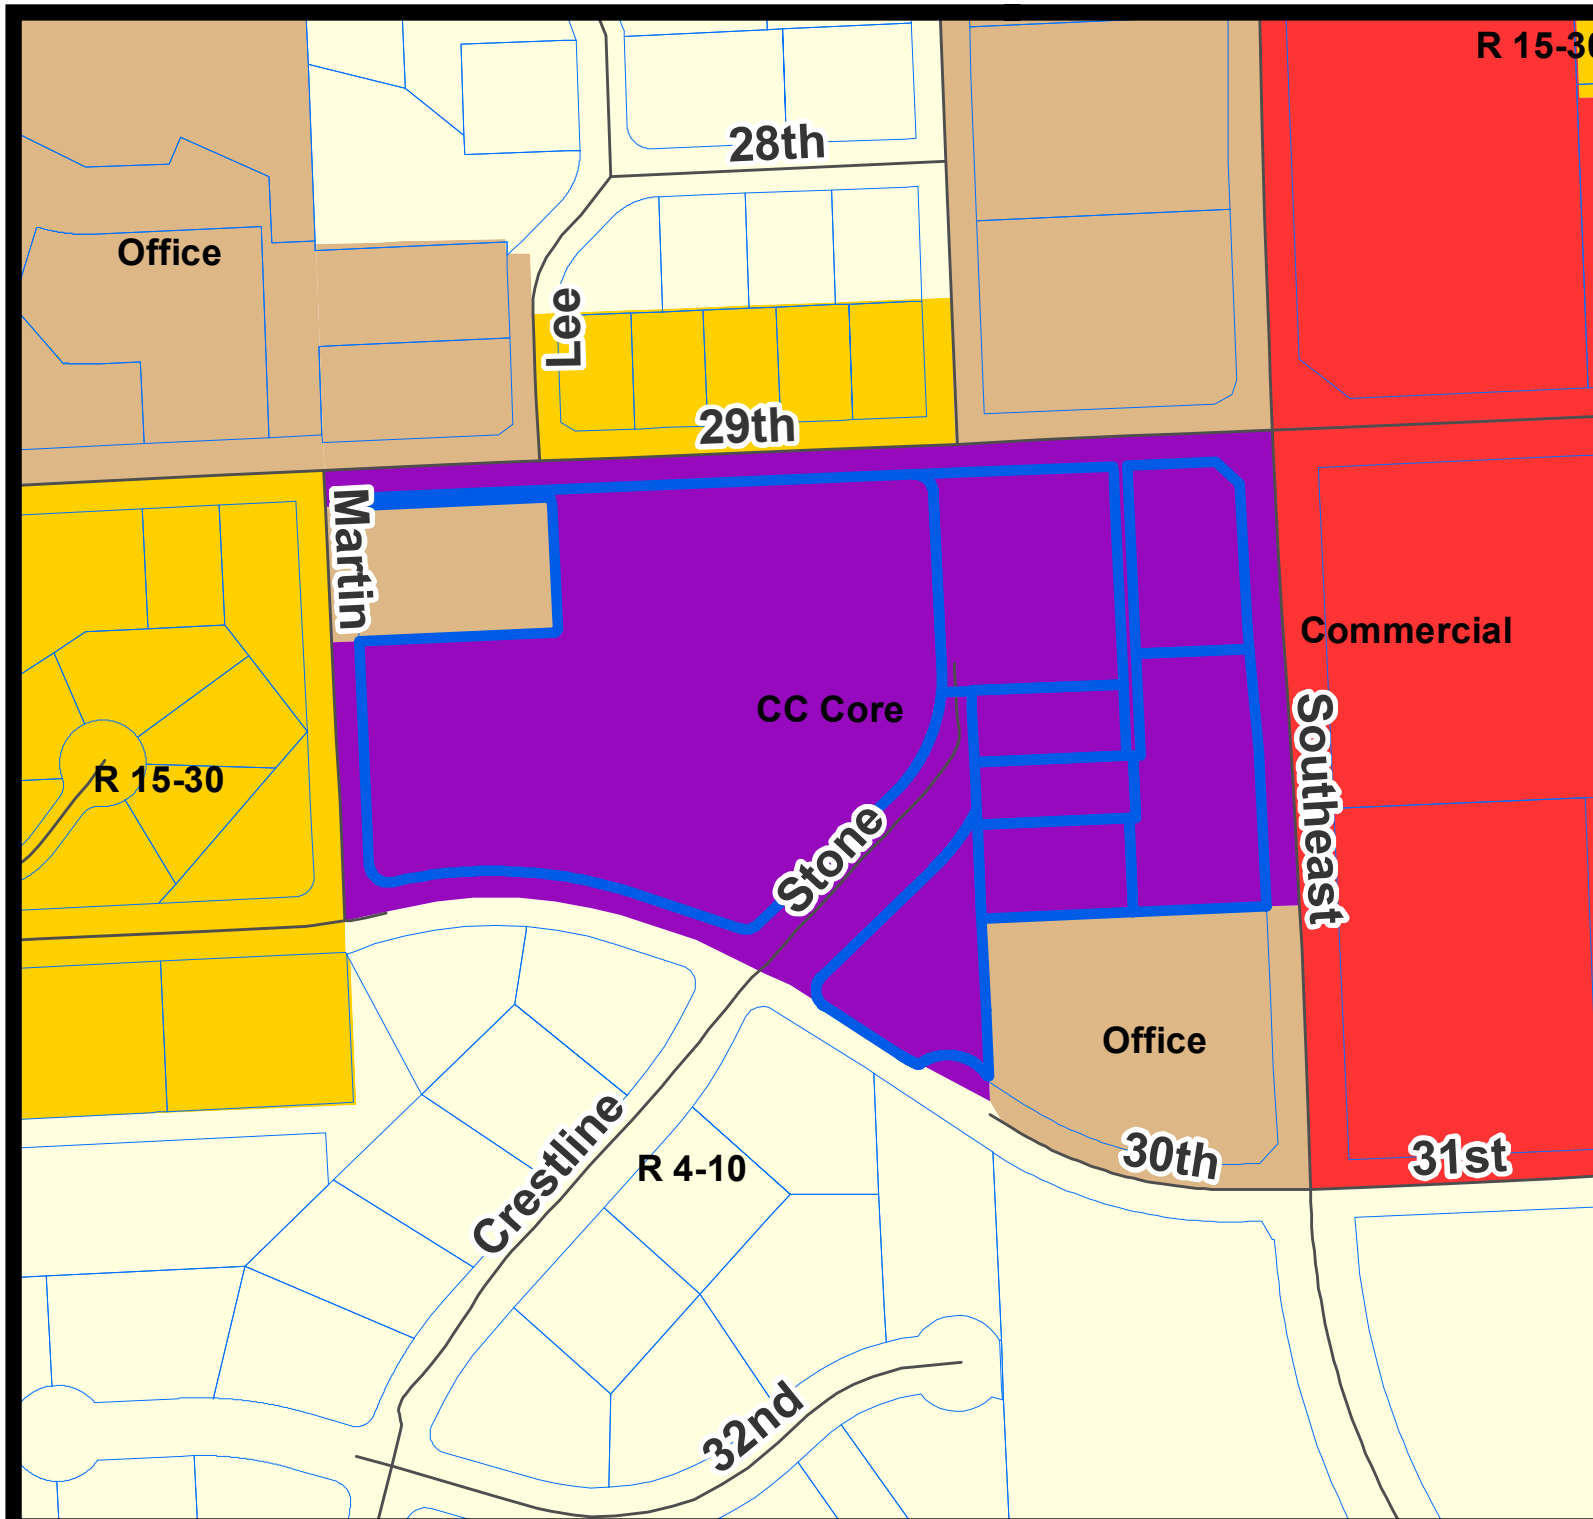 R 15-30
28th
Office
Lee
29th
Martin
Commercial
CC Core
Southeast
R 15-30
Stone
Office
Crestline
30th
31st
R 4-10
32nd